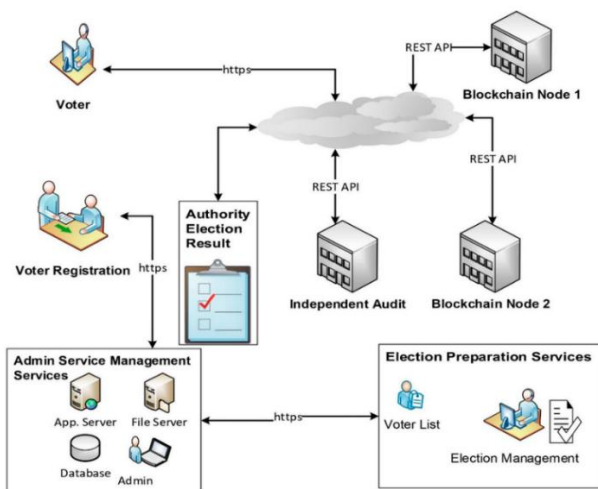 REST API
https
Voter
Blockchain Node 1
REST API
REST API
Authority
Election
Result
Voter Registration
https
Independent Audit
Blockchain Node 2
Admin Service Management
Services
App. Server
File Server
Database
Admin
https
Election Preparation Services
Voter List
Election Management